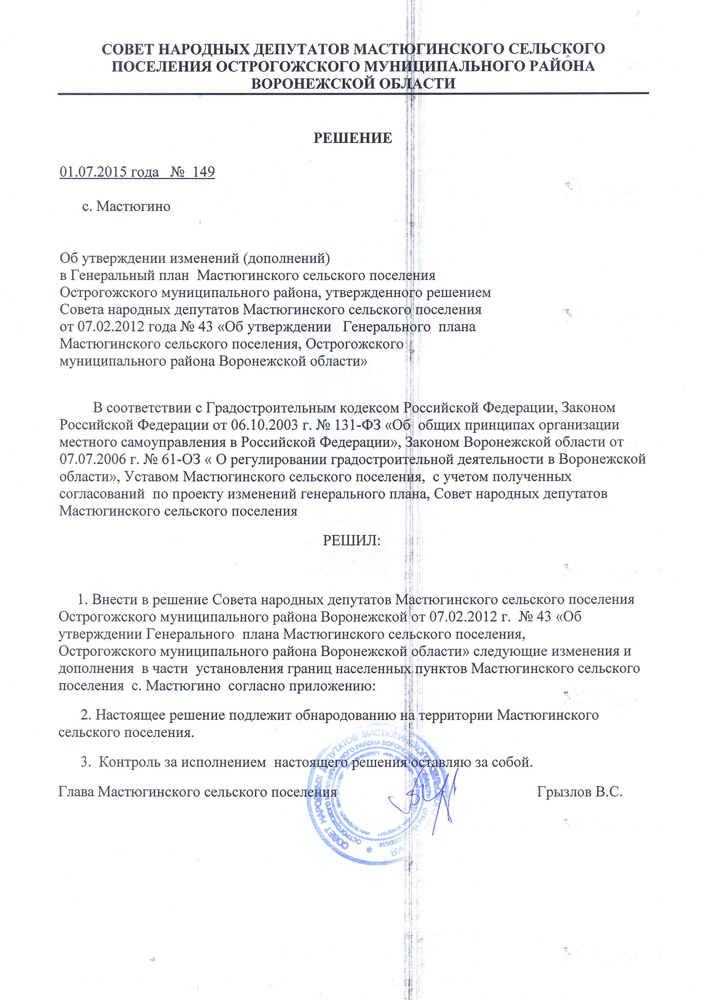 СОВЕТ НАРОДНЫХ ДЕПУТАТОВ МАСТЮГИНСКОГО СЕЛЬСКОГО
ПОСЕЛЕНИЯ ОСТРОГОЖСКОГО МУНИЦИПАЛЬНОГО РАЙОНА
ВОРОНЕЖСКОЙ ОБЛАСТИ
РЕШЕНИЕ
01.07.2015 года № 149
с. Мастюгино
Об утверждении изменений (дополнений)
в Генеральный план Мастюгинского сельского поселения
Острогожского муниципального района, утвержденного решением
Совета народных депутатов Мастюгинского сельского поселения
от 07.02.2012 года № 43 «Об утверждении Генерального плана
Мастюгинского сельского поселения, Острогожского
муниципального района Воронежской области»
В соответствии с Градостроительным кодексом Российской Федерации, Законом
Российской Федерации от 06.10.2003 г. № 131-ФЗ «Об общих принципах организации
местного самоуправления в Российской Федерации», Законом Воронежской области от
07.07.2006 г. № 61-ОЗ « О регулировании градостроительной деятельности в Воронежской
области», Уставом Мастюгинского сельского поселения, с учетом полученных
согласований по проекту изменений генерального плана, Совет народных депутатов
Мастюгинского сельского поселения
РЕШИЛ:
1. Внести в решение Совета народных депутатов Мастюгинского сельского поселения
Острогожского муниципального района Воронежской от 07.02.2012 г. № 43 «Об
утверждении Генерального плана Мастюгинского сельского поселения,
Острогожского муниципального района Воронежской области» следующие изменения и
дополнения в части установления границ населенных пунктов Мастюгинского сельского
поселения с. Мастюгино согласно приложению:
2. Настоящее решение подлежит обнародованию на территории Мастюгинского
сельского поселения.
3. Контроль за исполнением настоящего решения оставляю за собой.
Глава Мастюгинского сельского поселения Грызлов В.С.
СОВЕТ НАРОДНЫХ ДЕПУТАТОВ МАСТЮГИНСКОГО СЕЛЬСКОГО
ОСТРОГОЖСКОГО МУНИЦИПАЛЬНОГО РАЙОНА ВОРОНЕЖСКОЙ ОБЛАСТИ